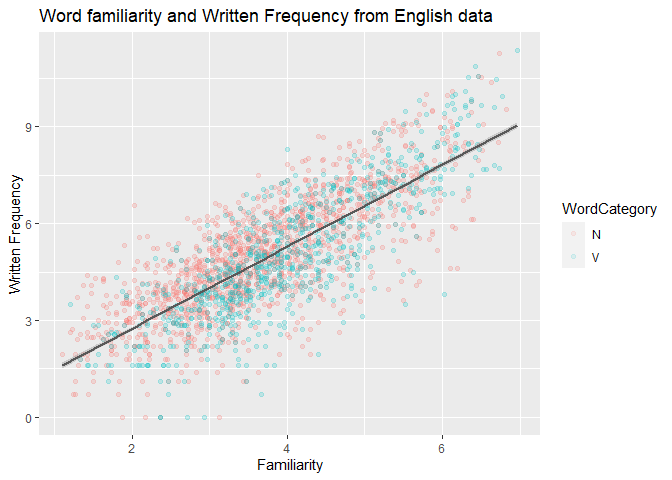 Word familiarity and Written Frequency from English data
Written Frequency
9
6
3
0
2
4
6
Familiarity
WordCategory
N
V